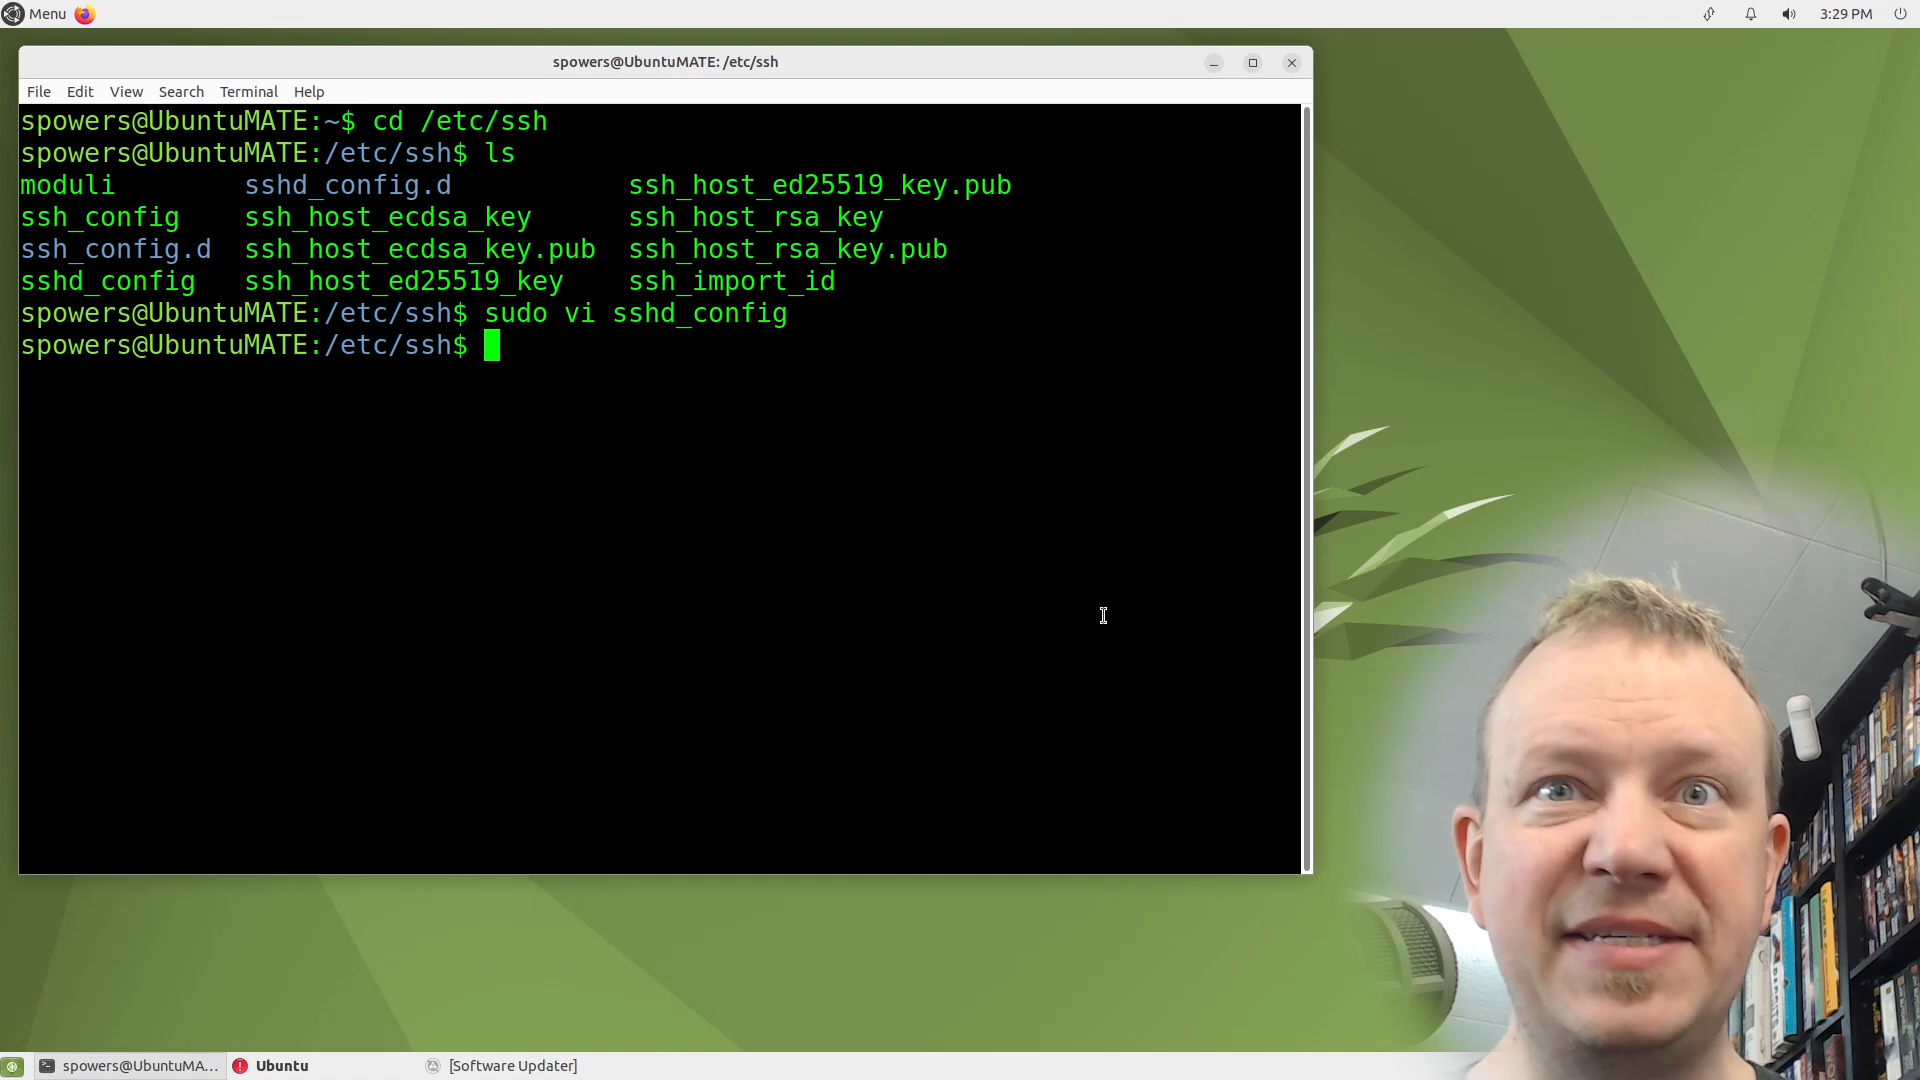 Menu
3:29 PM
spowers@UbuntuMATE: /etc/ssh
File Edit View Search Terminal Help
spowers@UbuntuMATE:~$ cd /etc/ssh
spowers@UbuntuMATE:/etc/ssh$ ls
moduli sshd_config.d ssh_host_ed25519_key.pub
ssh_config ssh_host_ecdsa_key ssh_host_rsa_key
ssh_config.d ssh_host_ecdsa_key.pub ssh_host_rsa_key.pub
sshd_config ssh_host_ed25519_key ssh_import_id
spowers@UbuntuMATE:/etc/ssh$ sudo vi sshd_config
spowers@UbuntuMATE:/etc/ssh$
spowers@UbuntuMA...
Ubuntu
[Software Updater]